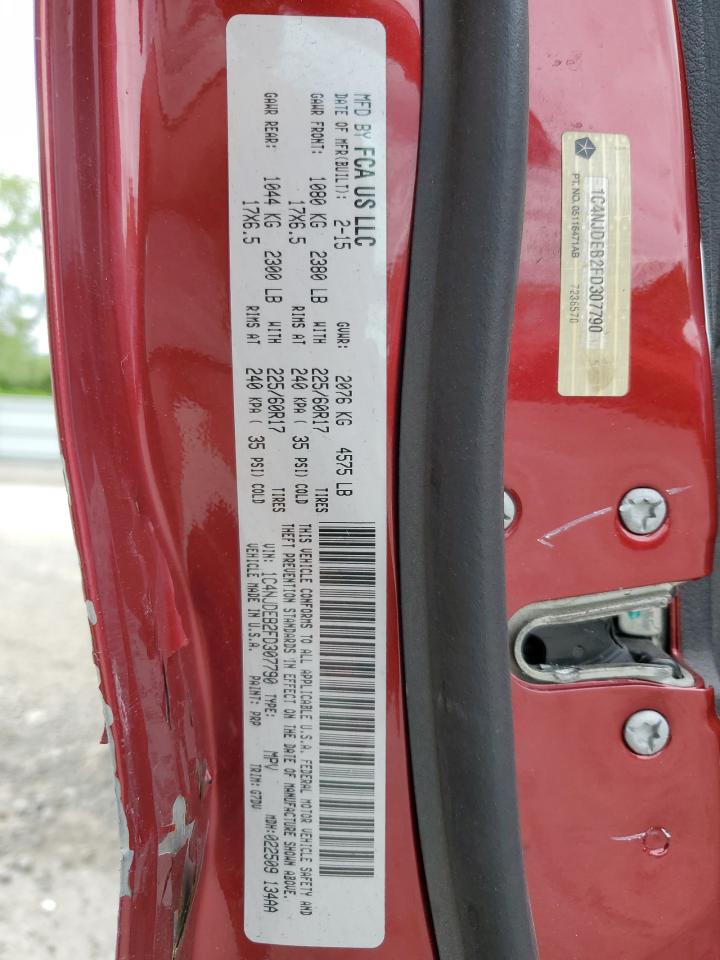 MFD BY FCA US LLC
DATE OF MFR(BUILT): 2-15 GVWR: 2076 KG 4575 LB
GAWR FRONT: 1080 KG 2380 LB WITH 225/60R17 TIRES
17X6.5 RIMS AT 240 KPA ( 35 PSI) COLD
GAWR REAR: 1044 KG 2300 LB WITH 225/60R17 TIRES
17X6.5 RIMS AT 240 KPA ( 35 PSI) COLD
THIS VEHICLE CONFORMS TO ALL APPLICABLE U.S.A. FEDERAL MOTOR VEHICLE SAFETY AND
THEFT PREVENTION STANDARDS IN EFFECT ON THE DATE OF MANUFACTURE SHOWN ABOVE.
VIN: 1C4NJDEB2FD307790 TYPE: MPV MDH:022509 134AA
VEHICLE MADE IN U.S.A. PAINT: PRP TRIM: G7DV
1C4NJDEB2FD307790
PT. NO. 05116471AB 7236570